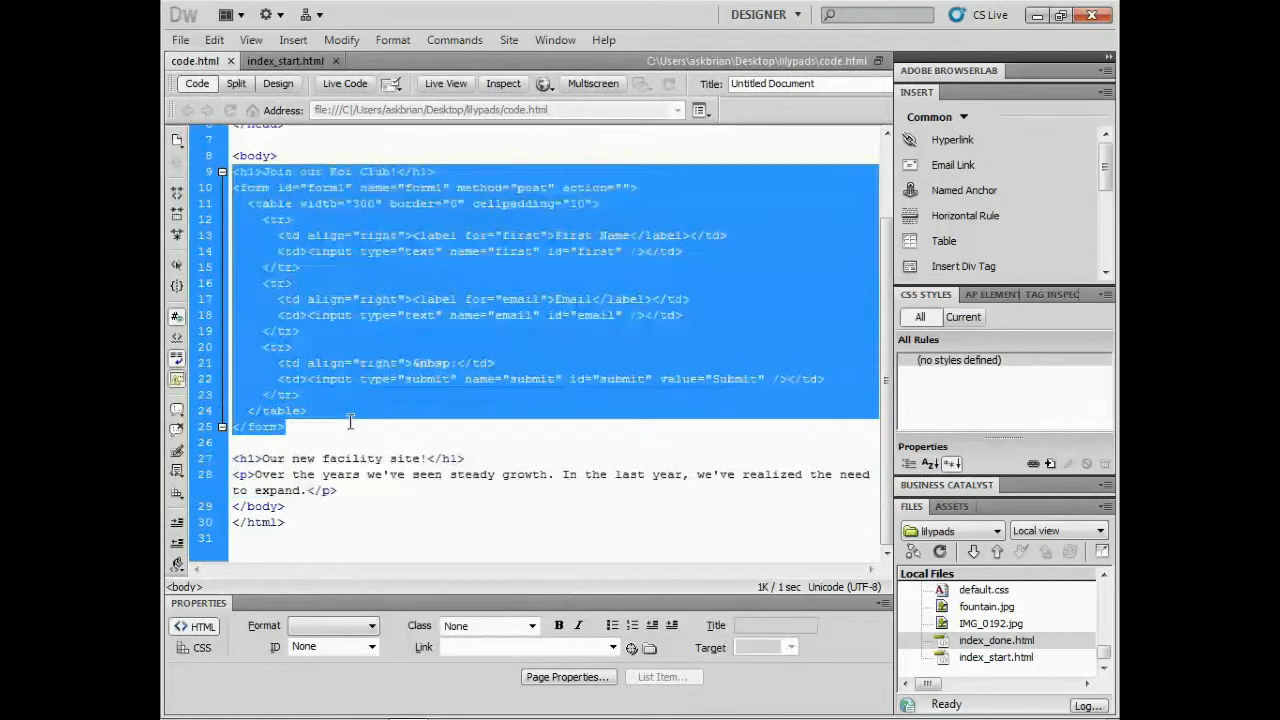 Dw
DESIGNER
CS Live
File Edit View Insert Modify Format Commands Site Window Help
code.html index_start.html C:\Users\askbrian\Desktop\lilypads\code.html
Code Split Design Live Code Live View Inspect Multiscreen Title: Untitled Document
Address: file:///C|/Users/askbrian/Desktop/lilypads/code.html
7
8 <body>
9 <h1>Join our Koi Club!</h1>
10 <form id="form1" name="form1" method="post" action="">
11 <table width="300" border="0" cellpadding="10">
12 <tr>
13 <td align="right"><label for="first">First Name</label></td>
14 <td><input type="text" name="first" id="first" /></td>
15 </tr>
16 <tr>
17 <td align="right"><label for="email">Email</label></td>
18 <td><input type="text" name="email" id="email" /></td>
19 </tr>
20 <tr>
21 <td align="right">&nbsp;</td>
22 <td><input type="submit" name="submit" id="submit" value="Submit" /></td>
23 </tr>
24 </table>
25 </form>
26
27 <h1>Our new facility site!</h1>
28 <p>Over the years we've seen steady growth. In the last year, we've realized the need
to expand.</p>
29 </body>
30 </html>
31
<body> 1K / 1 sec Unicode (UTF-8)
PROPERTIES
<> HTML Format Class None B I Title
CSS ID None Link Target
Page Properties... List Item...
ADOBE BROWSERLAB
INSERT
Common
Hyperlink
Email Link
Named Anchor
Horizontal Rule
Table
Insert Div Tag
CSS STYLES AP ELEMENT TAG INSPEC
All Current
All Rules
(no styles defined)
Properties
BUSINESS CATALYST
FILES ASSETS
lilypads Local view
Local Files
default.css
fountain.jpg
IMG_0192.jpg
index_done.html
index_start.html
Ready Log...